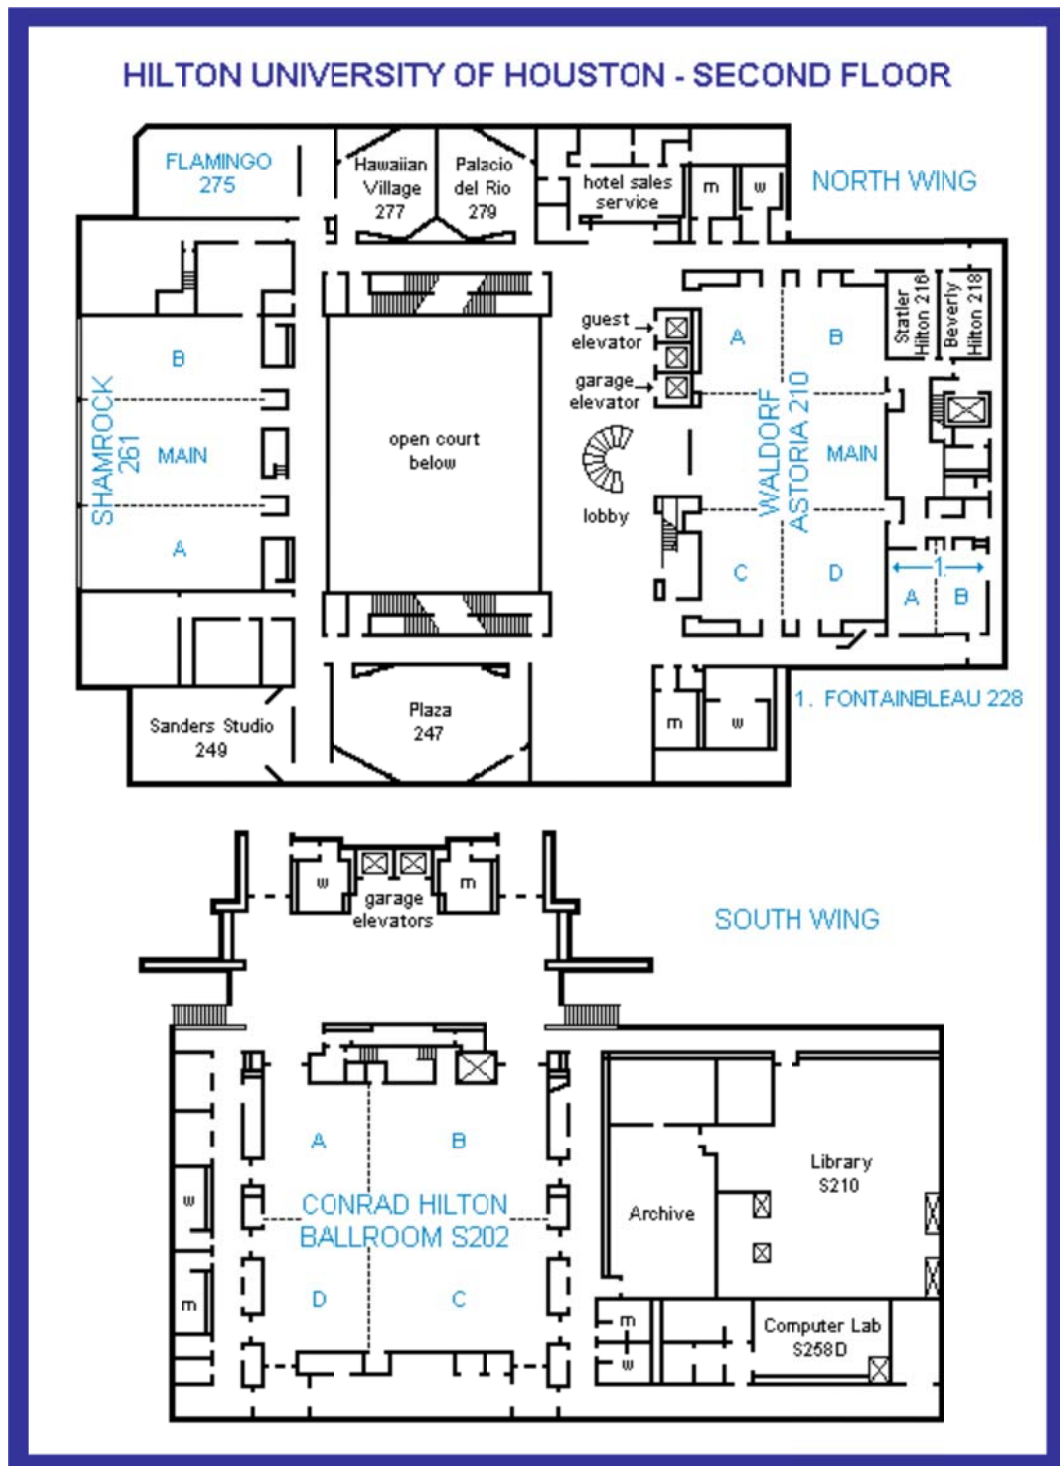 HILTON UNIVERSITY OF HOUSTON - SECOND FLOOR
FLAMINGO
275
Hawaiian
Village
277
Palacio
del Rio
279
hotel sales
service
m
w
NORTH WING
guest
elevator
garage
elevator
A
B
Statler
Hilton 216
Beverly
Hilton 218
SHAMROCK
261
B
MAIN
A
open court
below
lobby
WALDORF
ASTORIA 210
MAIN
C
D
1.
A
B
Sanders Studio
249
Plaza
247
m
w
1. FONTAINBLEAU 228
w
m
garage
elevators
SOUTH WING
A
B
CONRAD HILTON
BALLROOM S202
D
C
w
m
Archive
Library
S210
m
w
Computer Lab
S258D